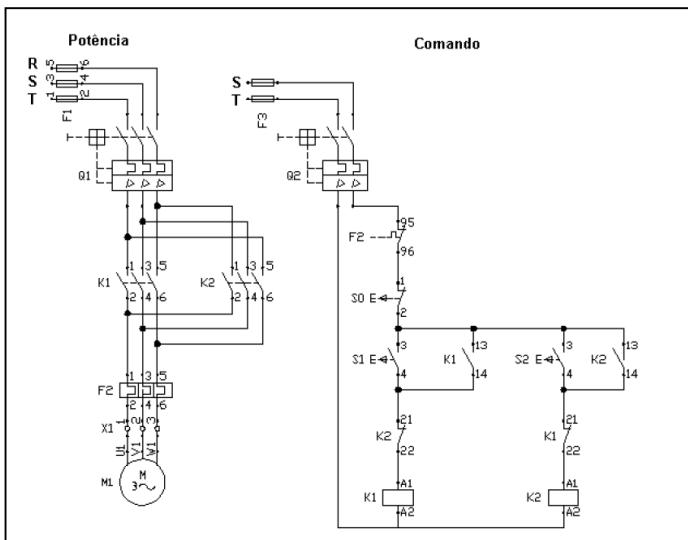 Potência
Comando
R 5 6
S 3 4
T 1 2
F1
S
T
F3
Q1
Q2
95
F2
96
1
S0 E
2
1 3 5
K1
2 4 6
1 3 5
K2
2 4 6
3
S1 E
4
13
K1
14
3
S2 E
4
13
K2
14
1 3 5
F2
2 4 6
X1 1 2 3
U1 V1 W1
M1
M
3
21
K2
22
21
K1
22
A1
K1
A2
A1
K2
A2